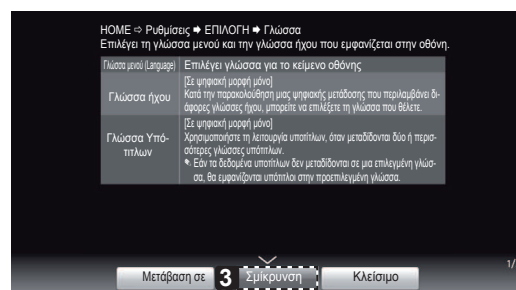 HOME ⇨ Ρυθμίσεις ➡ ΕΠΙΛΟΓΗ ➡ Γλώσσα
Επιλέγει τη γλώσσα μενού και την γλώσσα ήχου που εμφανίζεται στην οθόνη.
Γλώσσα μενού (Language) Επιλέγει γλώσσα για το κείμενο οθόνης
Γλώσσα ήχου
[Σε ψηφιακή μορφή μόνο]
Κατά την παρακολούθηση μιας ψηφιακής μετάδοσης που περιλαμβάνει δι-
άφορες γλώσσες ήχου, μπορείτε να επιλέξετε τη γλώσσα που θέλετε.
Γλώσσα Υπό-
τιτλων
[Σε ψηφιακή μορφή μόνο]
Χρησιμοποιήστε τη λειτουργία υποτίτλων, όταν μεταδίδονται δύο ή περισ-
σότερες γλώσσες υπότιτλων.
Εάν τα δεδομένα υποτίτλων δεν μεταδίδονται σε μια επιλεγμένη γλώσ-
σα, θα εμφανίζονται υπότιτλοι στην προεπιλεγμένη γλώσσα.
1/
Μετάβαση σε 3 Σμίκρυνση Κλείσιμο